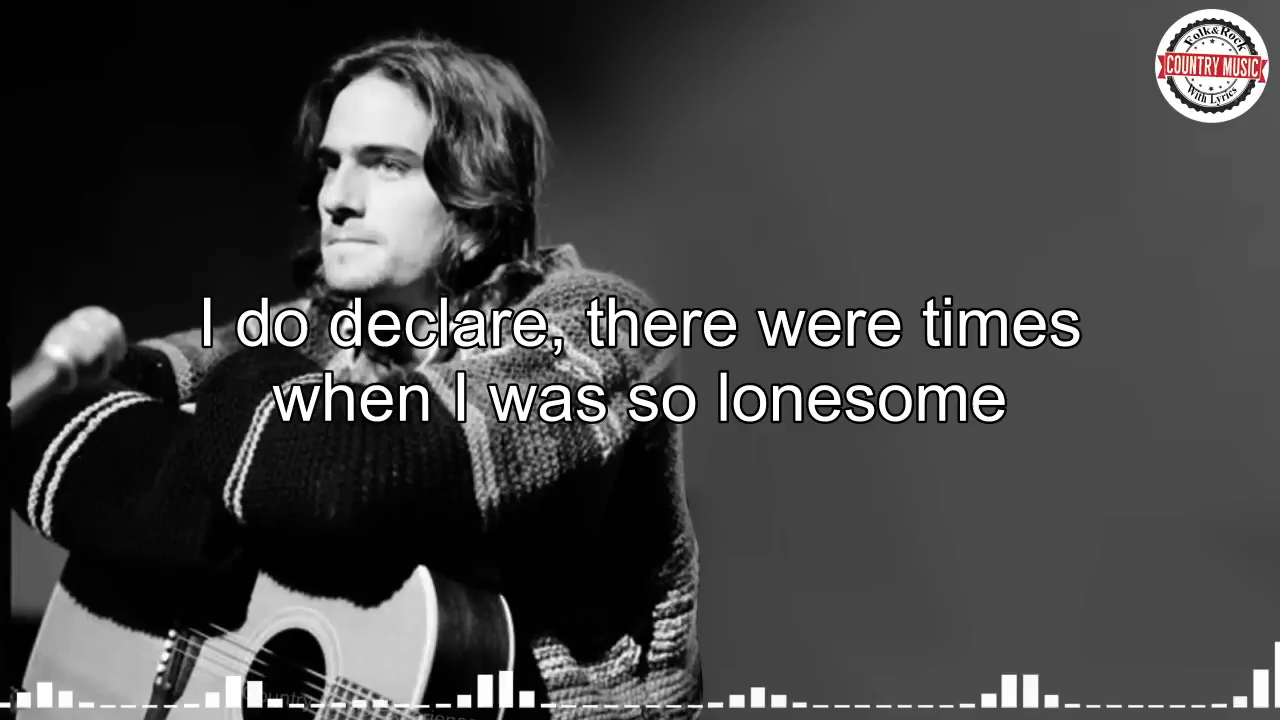 Folk&Rock
COUNTRY MUSIC
With Lyrics
I do declare, there were times
when I was so lonesome